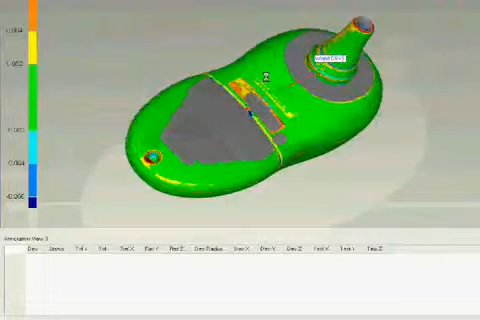 0.004
0.002
0.002
0.004
-0.006
Annotation View 3
Dev Status Tol + Tol - Ref X Ref Y Ref Z Dev Radius Dev X Dev Y Dev Z Test X Test Y Test Z